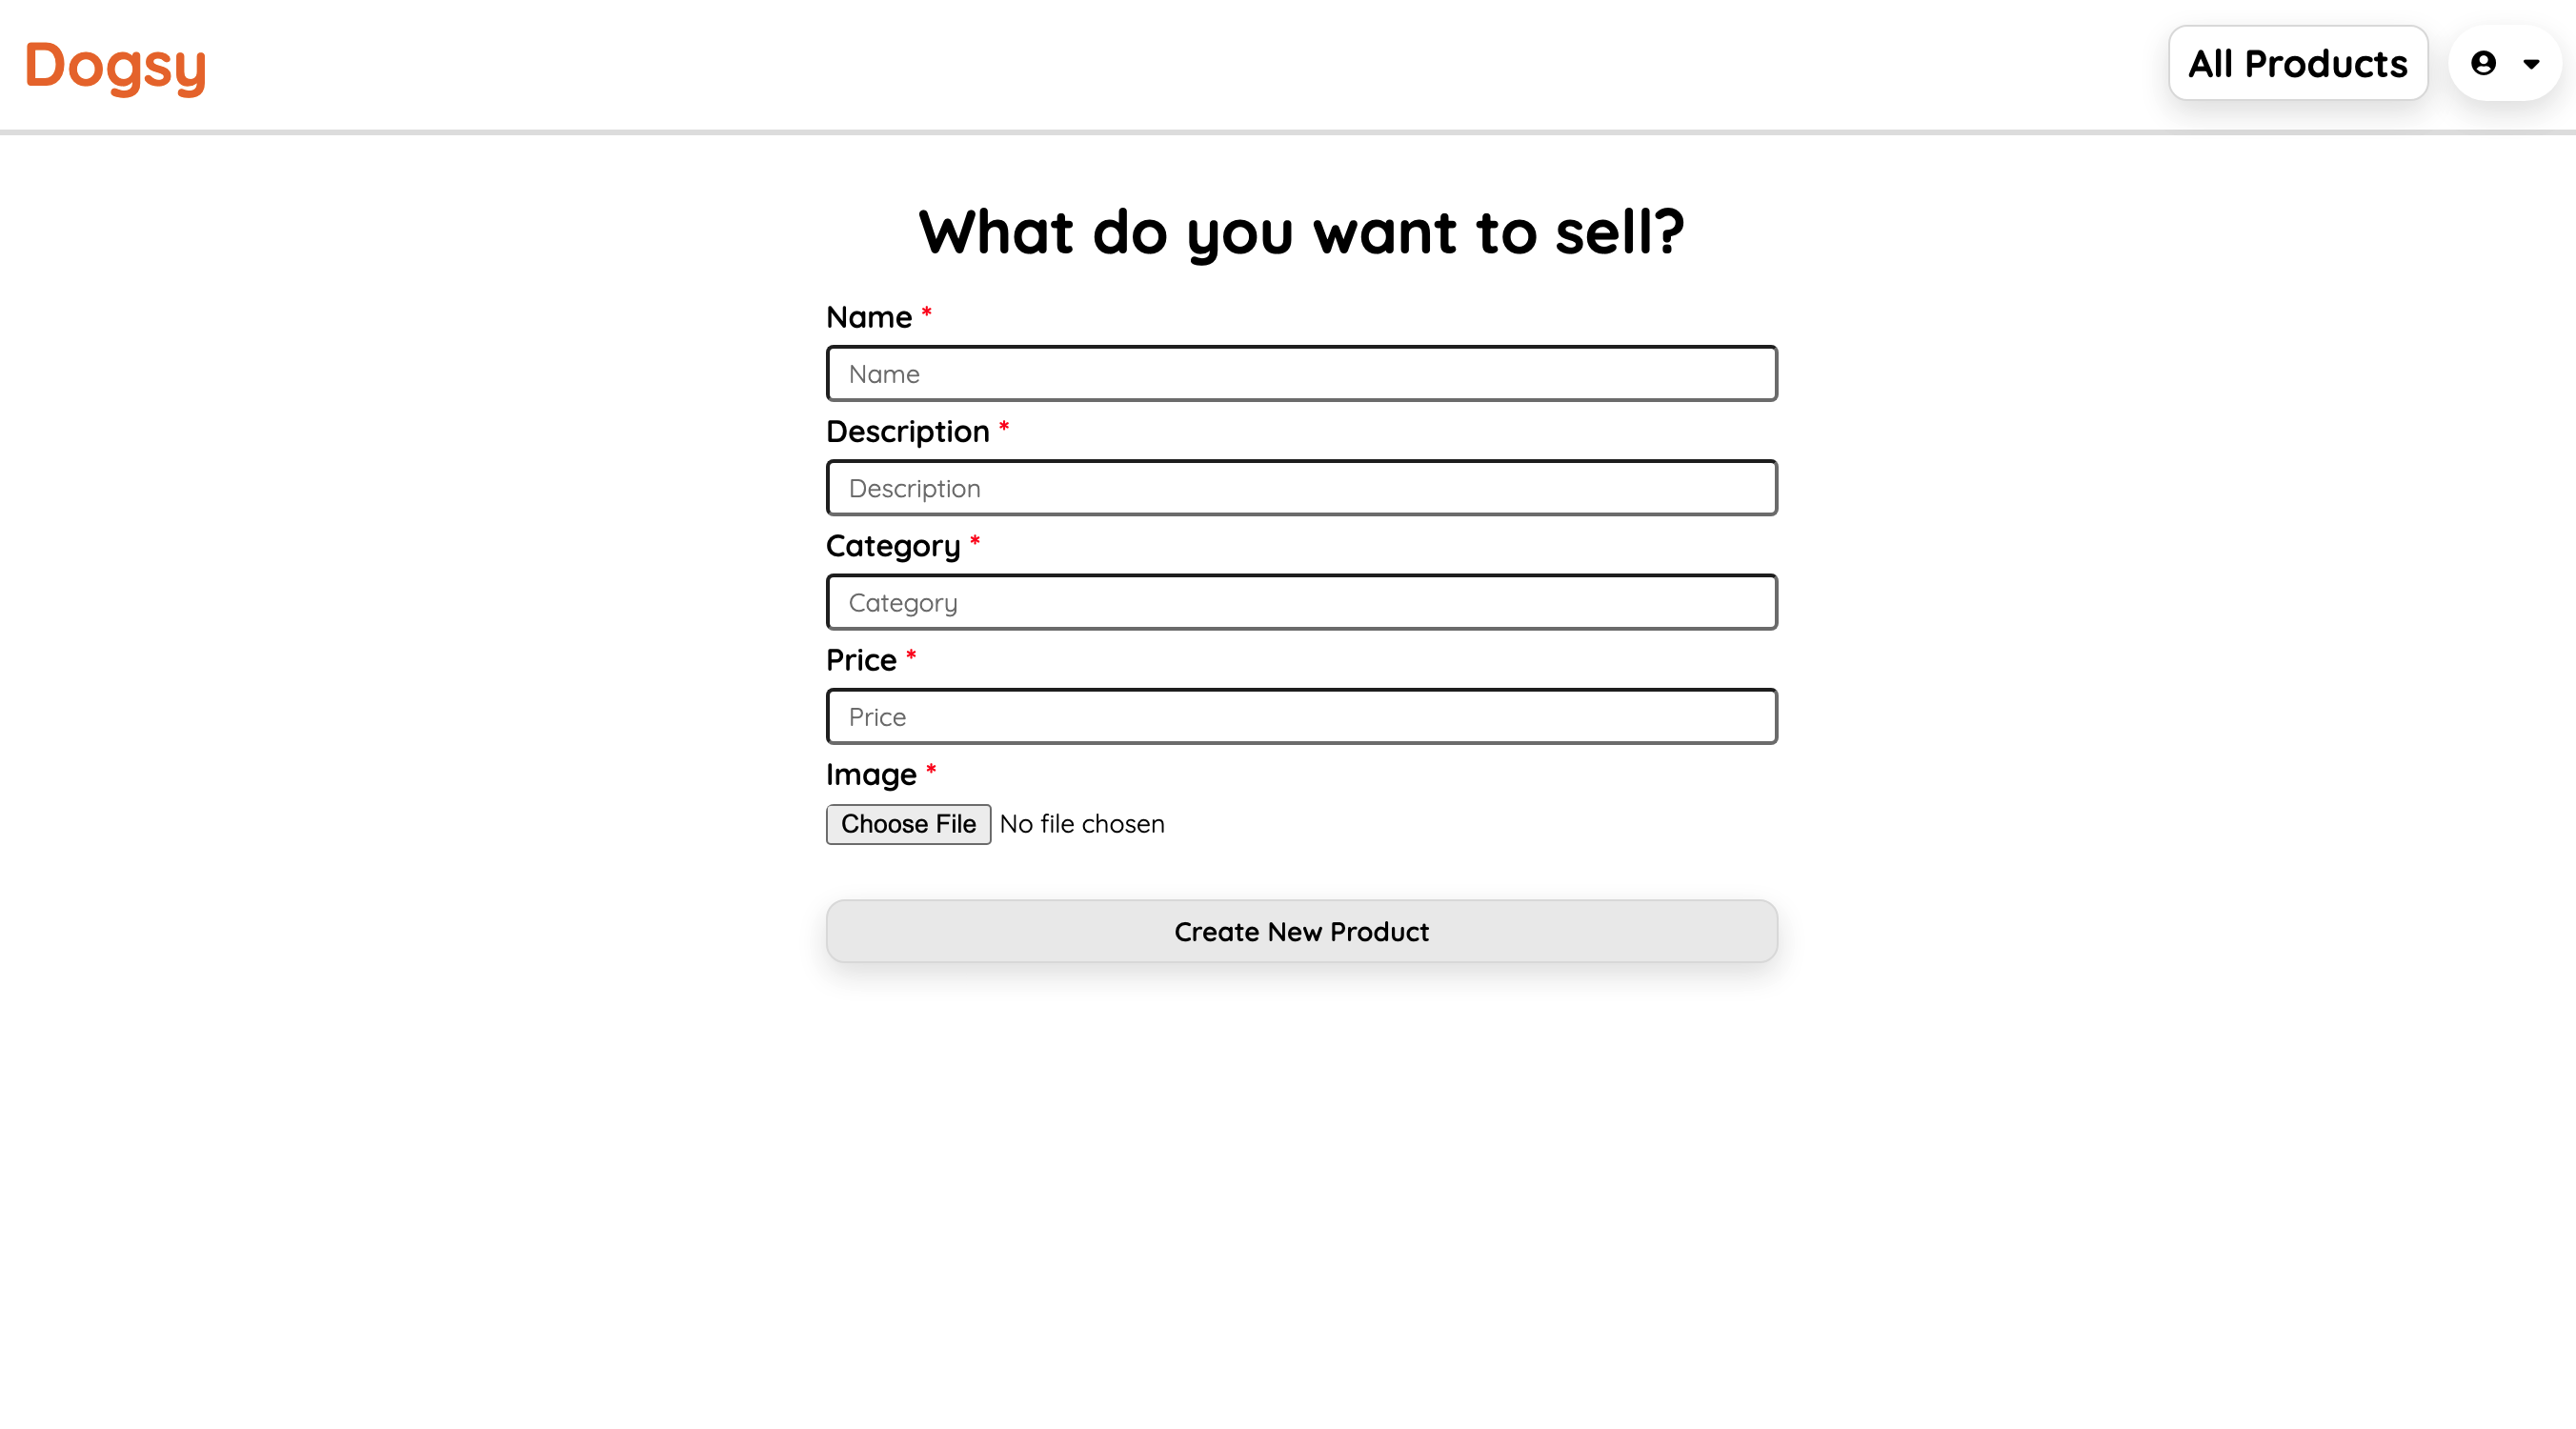 Dogsy
All Products
What do you want to sell?
Name *
Name
Description *
Description
Category *
Category
Price *
Price
Image *
Choose File No file chosen
Create New Product